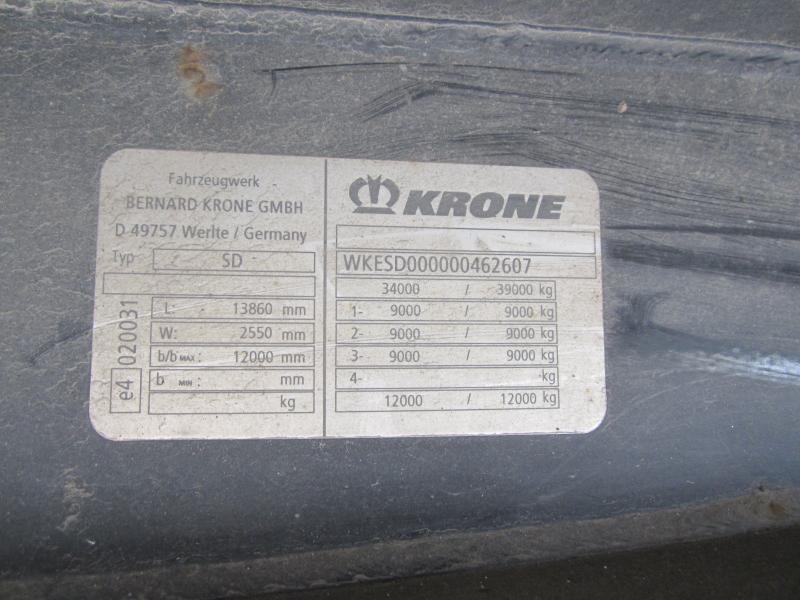 Fahrzeugwerk
BERNARD KRONE GMBH
D 49757 Werlte / Germany
Typ SD
L: 13860 mm
W: 2550 mm
b/b MAX: 12000 mm
b MIN: mm
kg
e4 020031
KRONE
WKESD000000462607
34000 / 39000 kg
1- 9000 / 9000 kg
2- 9000 / 9000 kg
3- 9000 / 9000 kg
4- kg
12000 / 12000 kg